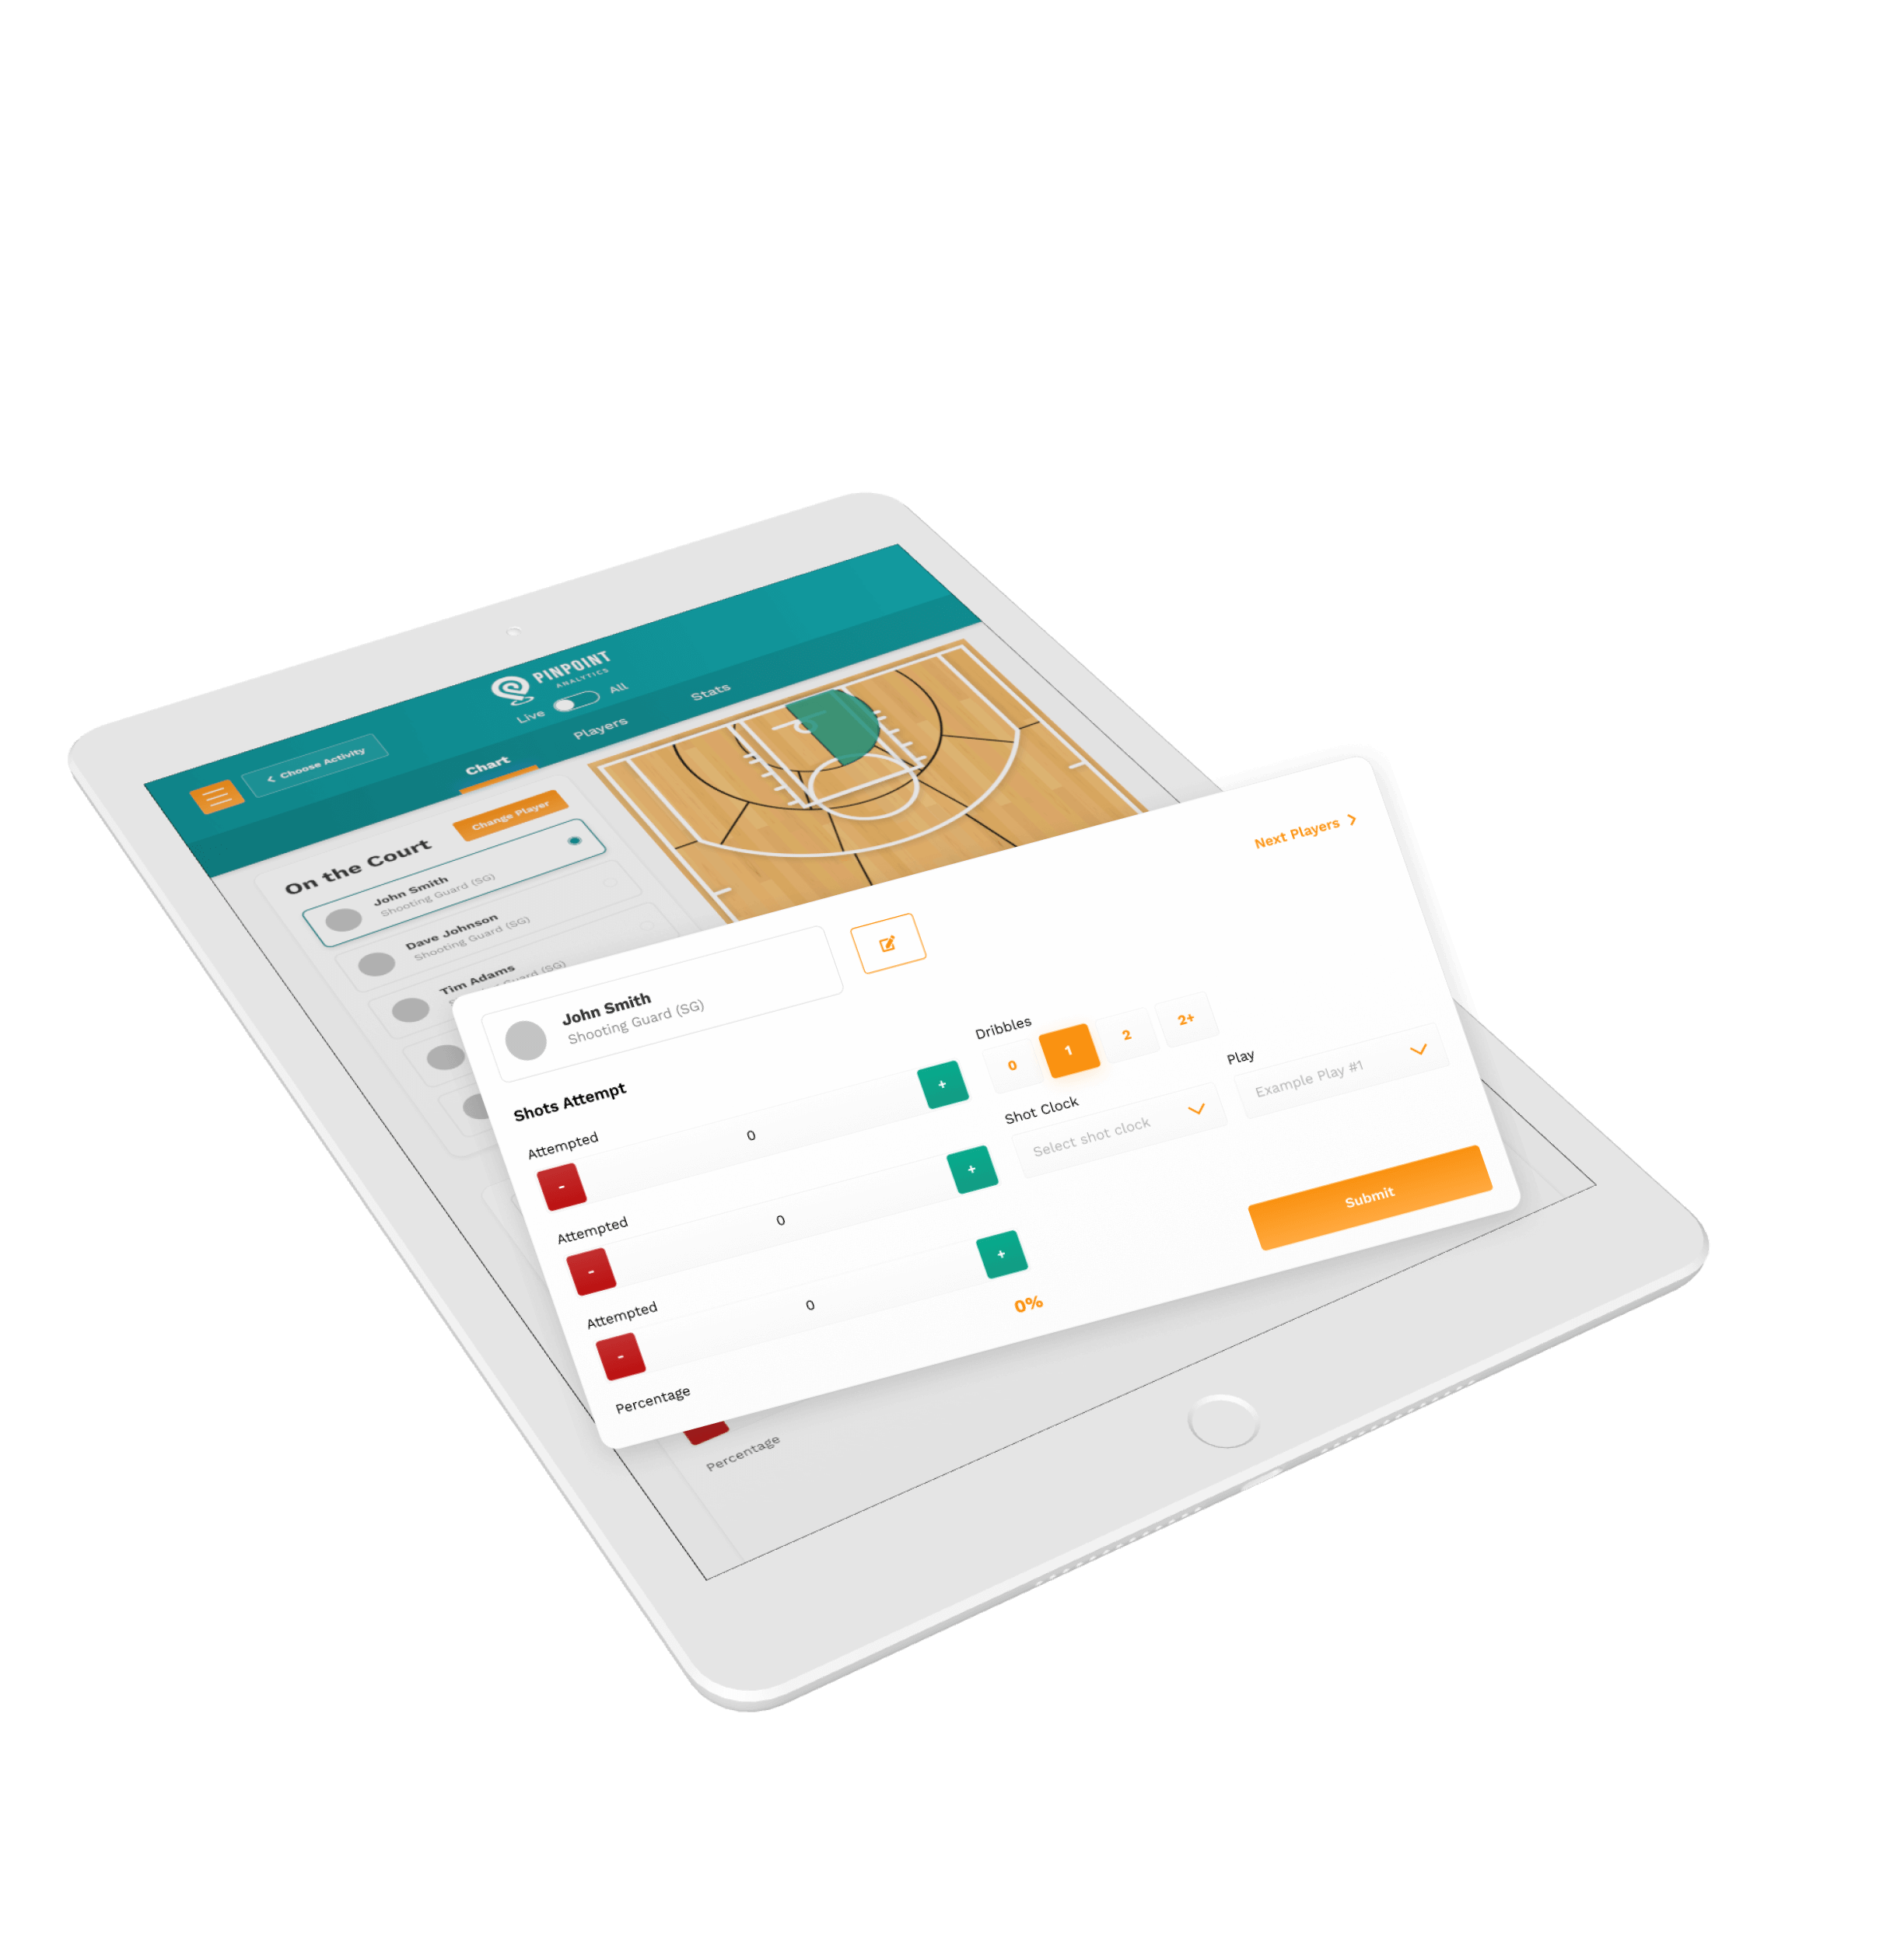 PINPOINT
ANALYTICS
Live
All
Choose Activity
Chart
Players
Stats
On the Court
Change Player
John Smith
Shooting Guard (SG)
Dave Johnson
Shooting Guard (SG)
Tim Adams
Guard (SG)
Next Players
John Smith
Shooting Guard (SG)
Shots Attempt
Attempted
-
0
+
Attempted
-
0
+
Attempted
-
0
+
Percentage
0%
Dribbles
0
1
2
2+
Shot Clock
Select shot clock
Play
Example Play #1
Submit
Percentage